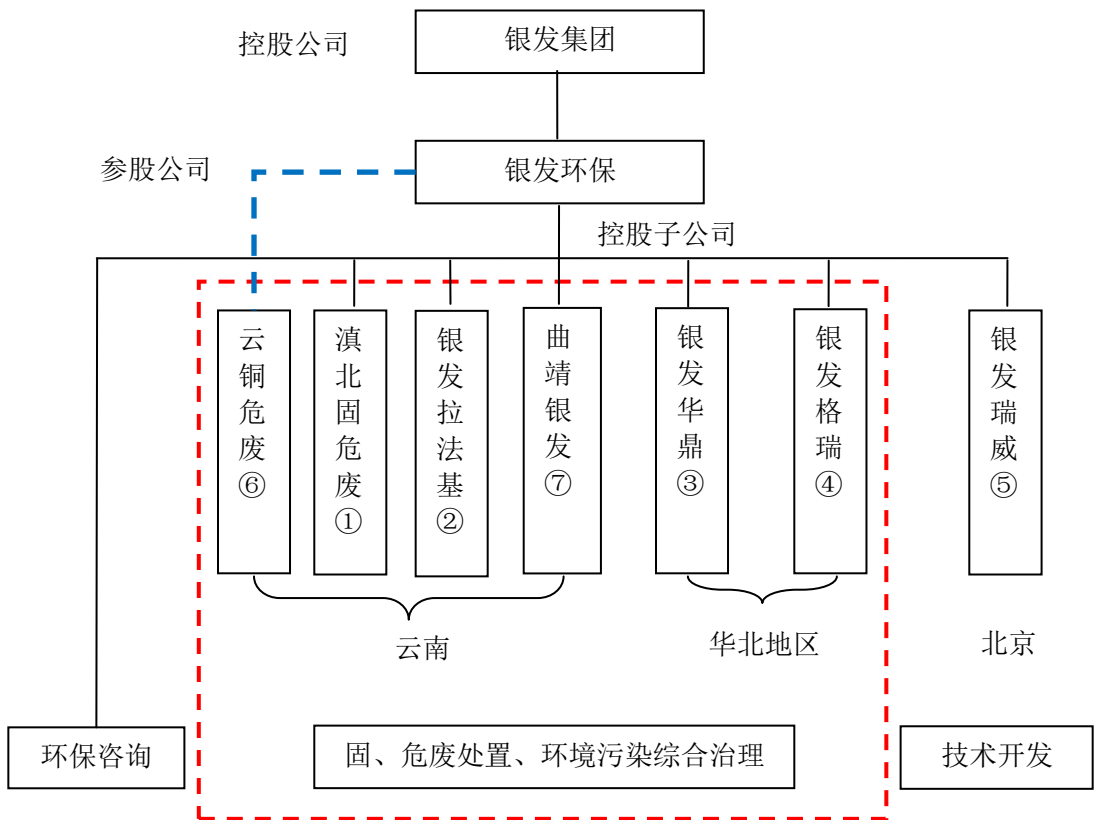 控股公司
银发集团
参股公司
银发环保
控股子公司
云铜危废⑥
滇北固危废①
银发拉法基②
曲靖银发⑦
银发华鼎③
银发格瑞④
银发瑞威⑤
云南
华北地区
北京
环保咨询
固、危废处置、环境污染综合治理
技术开发